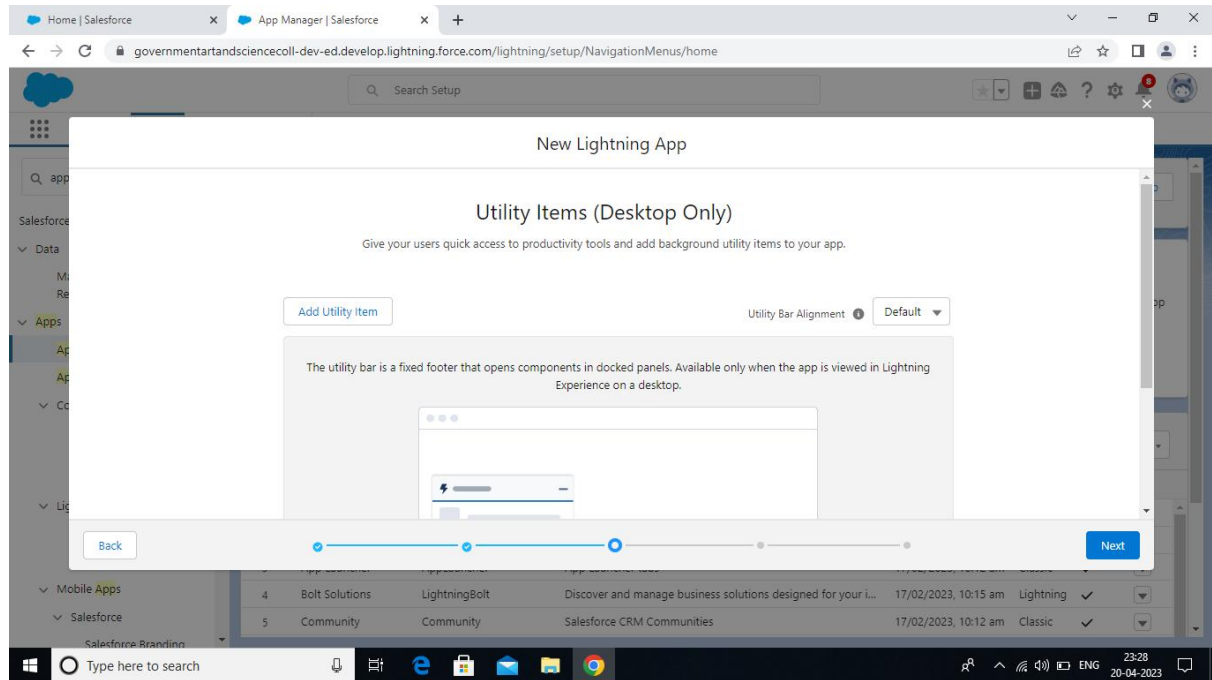 Home | Salesforce
App Manager | Salesforce
governmentartandsciencecoll-dev-ed.develop.lightning.force.com/lightning/setup/NavigationMenus/home
Search Setup
8
New Lightning App
app
Salesforce
Data
Apps
Utility Items (Desktop Only)
Give your users quick access to productivity tools and add background utility items to your app.
Add Utility Item
Utility Bar Alignment
Default
The utility bar is a fixed footer that opens components in docked panels. Available only when the app is viewed in Lightning
Experience on a desktop.
Back
Next
Mobile Apps
4 Bolt Solutions LightningBolt Discover and manage business solutions designed for your i... 17/02/2023, 10:15 am Lightning
Salesforce
5 Community Community Salesforce CRM Communities 17/02/2023, 10:12 am Classic
Salesforce Branding
Type here to search
ENG
23:28
20-04-2023